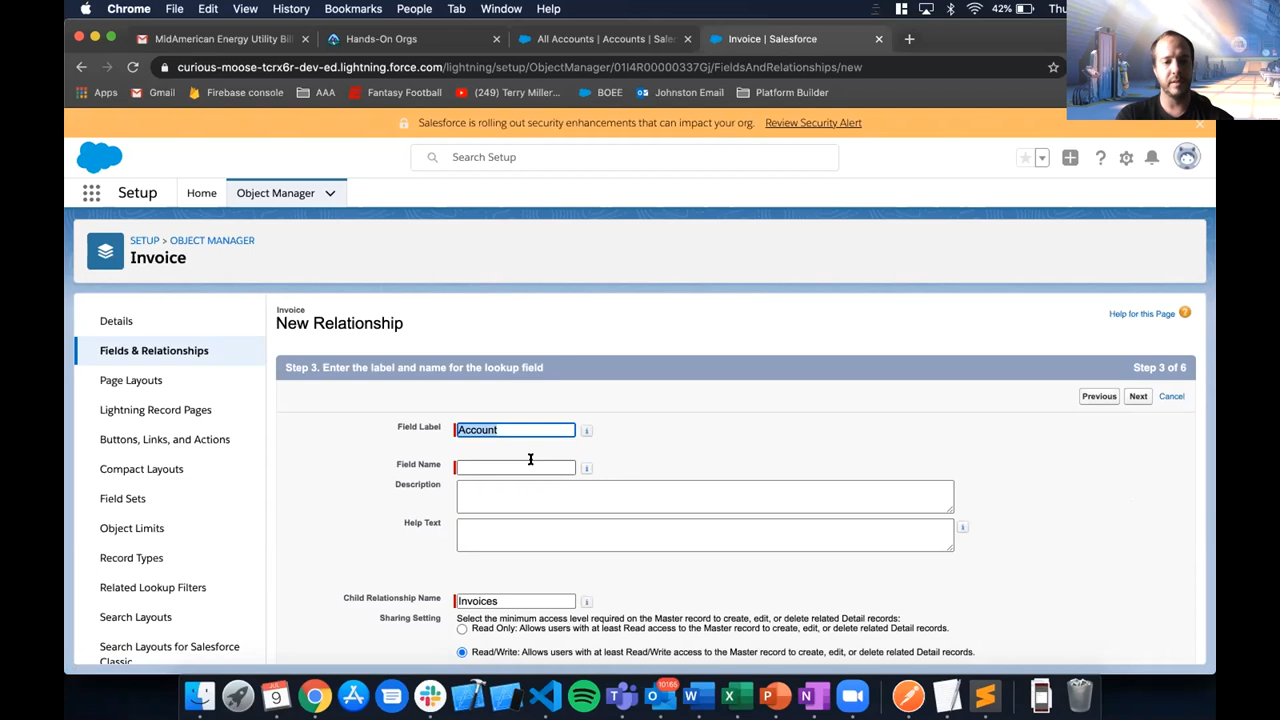 Chrome File Edit View History Bookmarks People Tab Window Help 42% Thu
MidAmerican Energy Utility Bil
Hands-On Orgs
All Accounts | Accounts | Sales
Invoice | Salesforce
curious-moose-tcrx6r-dev-ed.lightning.force.com/lightning/setup/ObjectManager/01I4R00000337Gj/FieldsAndRelationships/new
Apps Gmail Firebase console AAA Fantasy Football (249) Terry Miller... BOEE Johnston Email Platform Builder
Salesforce is rolling out security enhancements that can impact your org. Review Security Alert
Search Setup
Setup Home Object Manager
SETUP > OBJECT MANAGER
Invoice
Details
Fields & Relationships
Page Layouts
Lightning Record Pages
Buttons, Links, and Actions
Compact Layouts
Field Sets
Object Limits
Record Types
Related Lookup Filters
Search Layouts
Search Layouts for Salesforce
Classic
Invoice
New Relationship
Help for this Page
Step 3. Enter the label and name for the lookup field Step 3 of 6
Previous Next Cancel
Field Label Account
Field Name
Description
Help Text
Child Relationship Name Invoices
Sharing Setting Select the minimum access level required on the Master record to create, edit, or delete related Detail records:
Read Only: Allows users with at least Read access to the Master record to create, edit, or delete related Detail records.
Read/Write: Allows users with at least Read/Write access to the Master record to create, edit, or delete related Detail records.
JUL
9
10165